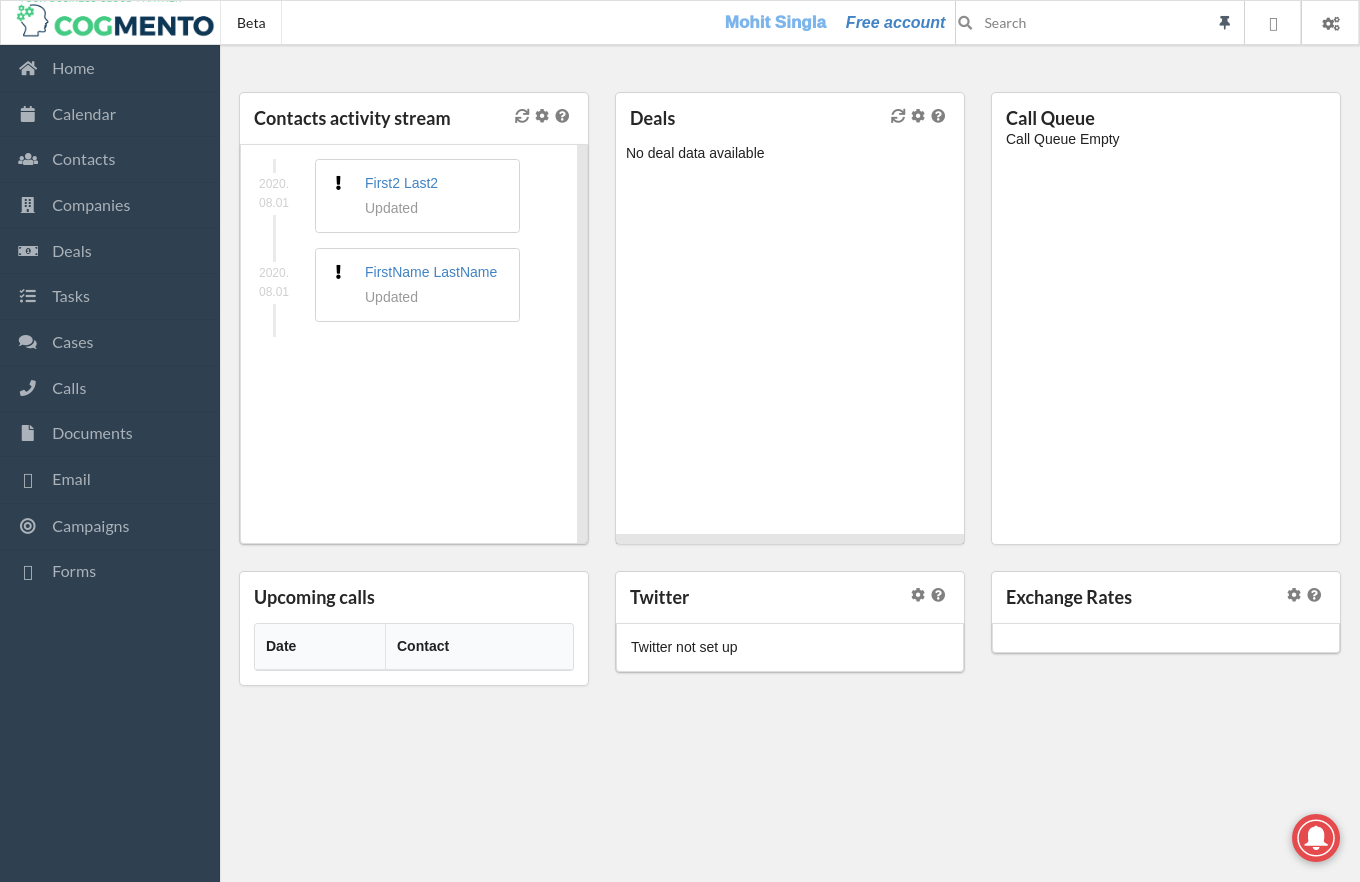 COGMENTO
Beta
Mohit Singla
Free account
Search
Home
Calendar
Contacts
Companies
Deals
Tasks
Cases
Calls
Documents
Email
Campaigns
Forms
Contacts activity stream
2020.
08.01
First2 Last2
Updated
2020.
08.01
FirstName LastName
Updated
Deals
No deal data available
Call Queue
Call Queue Empty
Upcoming calls
Date Contact
Twitter
Twitter not set up
Exchange Rates